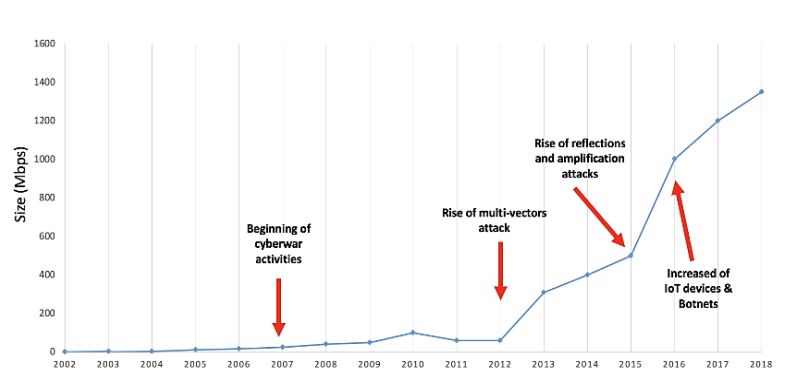 1600
1400
1200
1000
800
600
400
200
0
Size (Mbps)
Beginning of
cyberwar
activities
Rise of multi-vectors
attack
Rise of reflections
and amplification
attacks
Increased of
IoT devices &
Botnets
2002 2003 2004 2005 2006 2007 2008 2009 2010 2011 2012 2013 2014 2015 2016 2017 2018